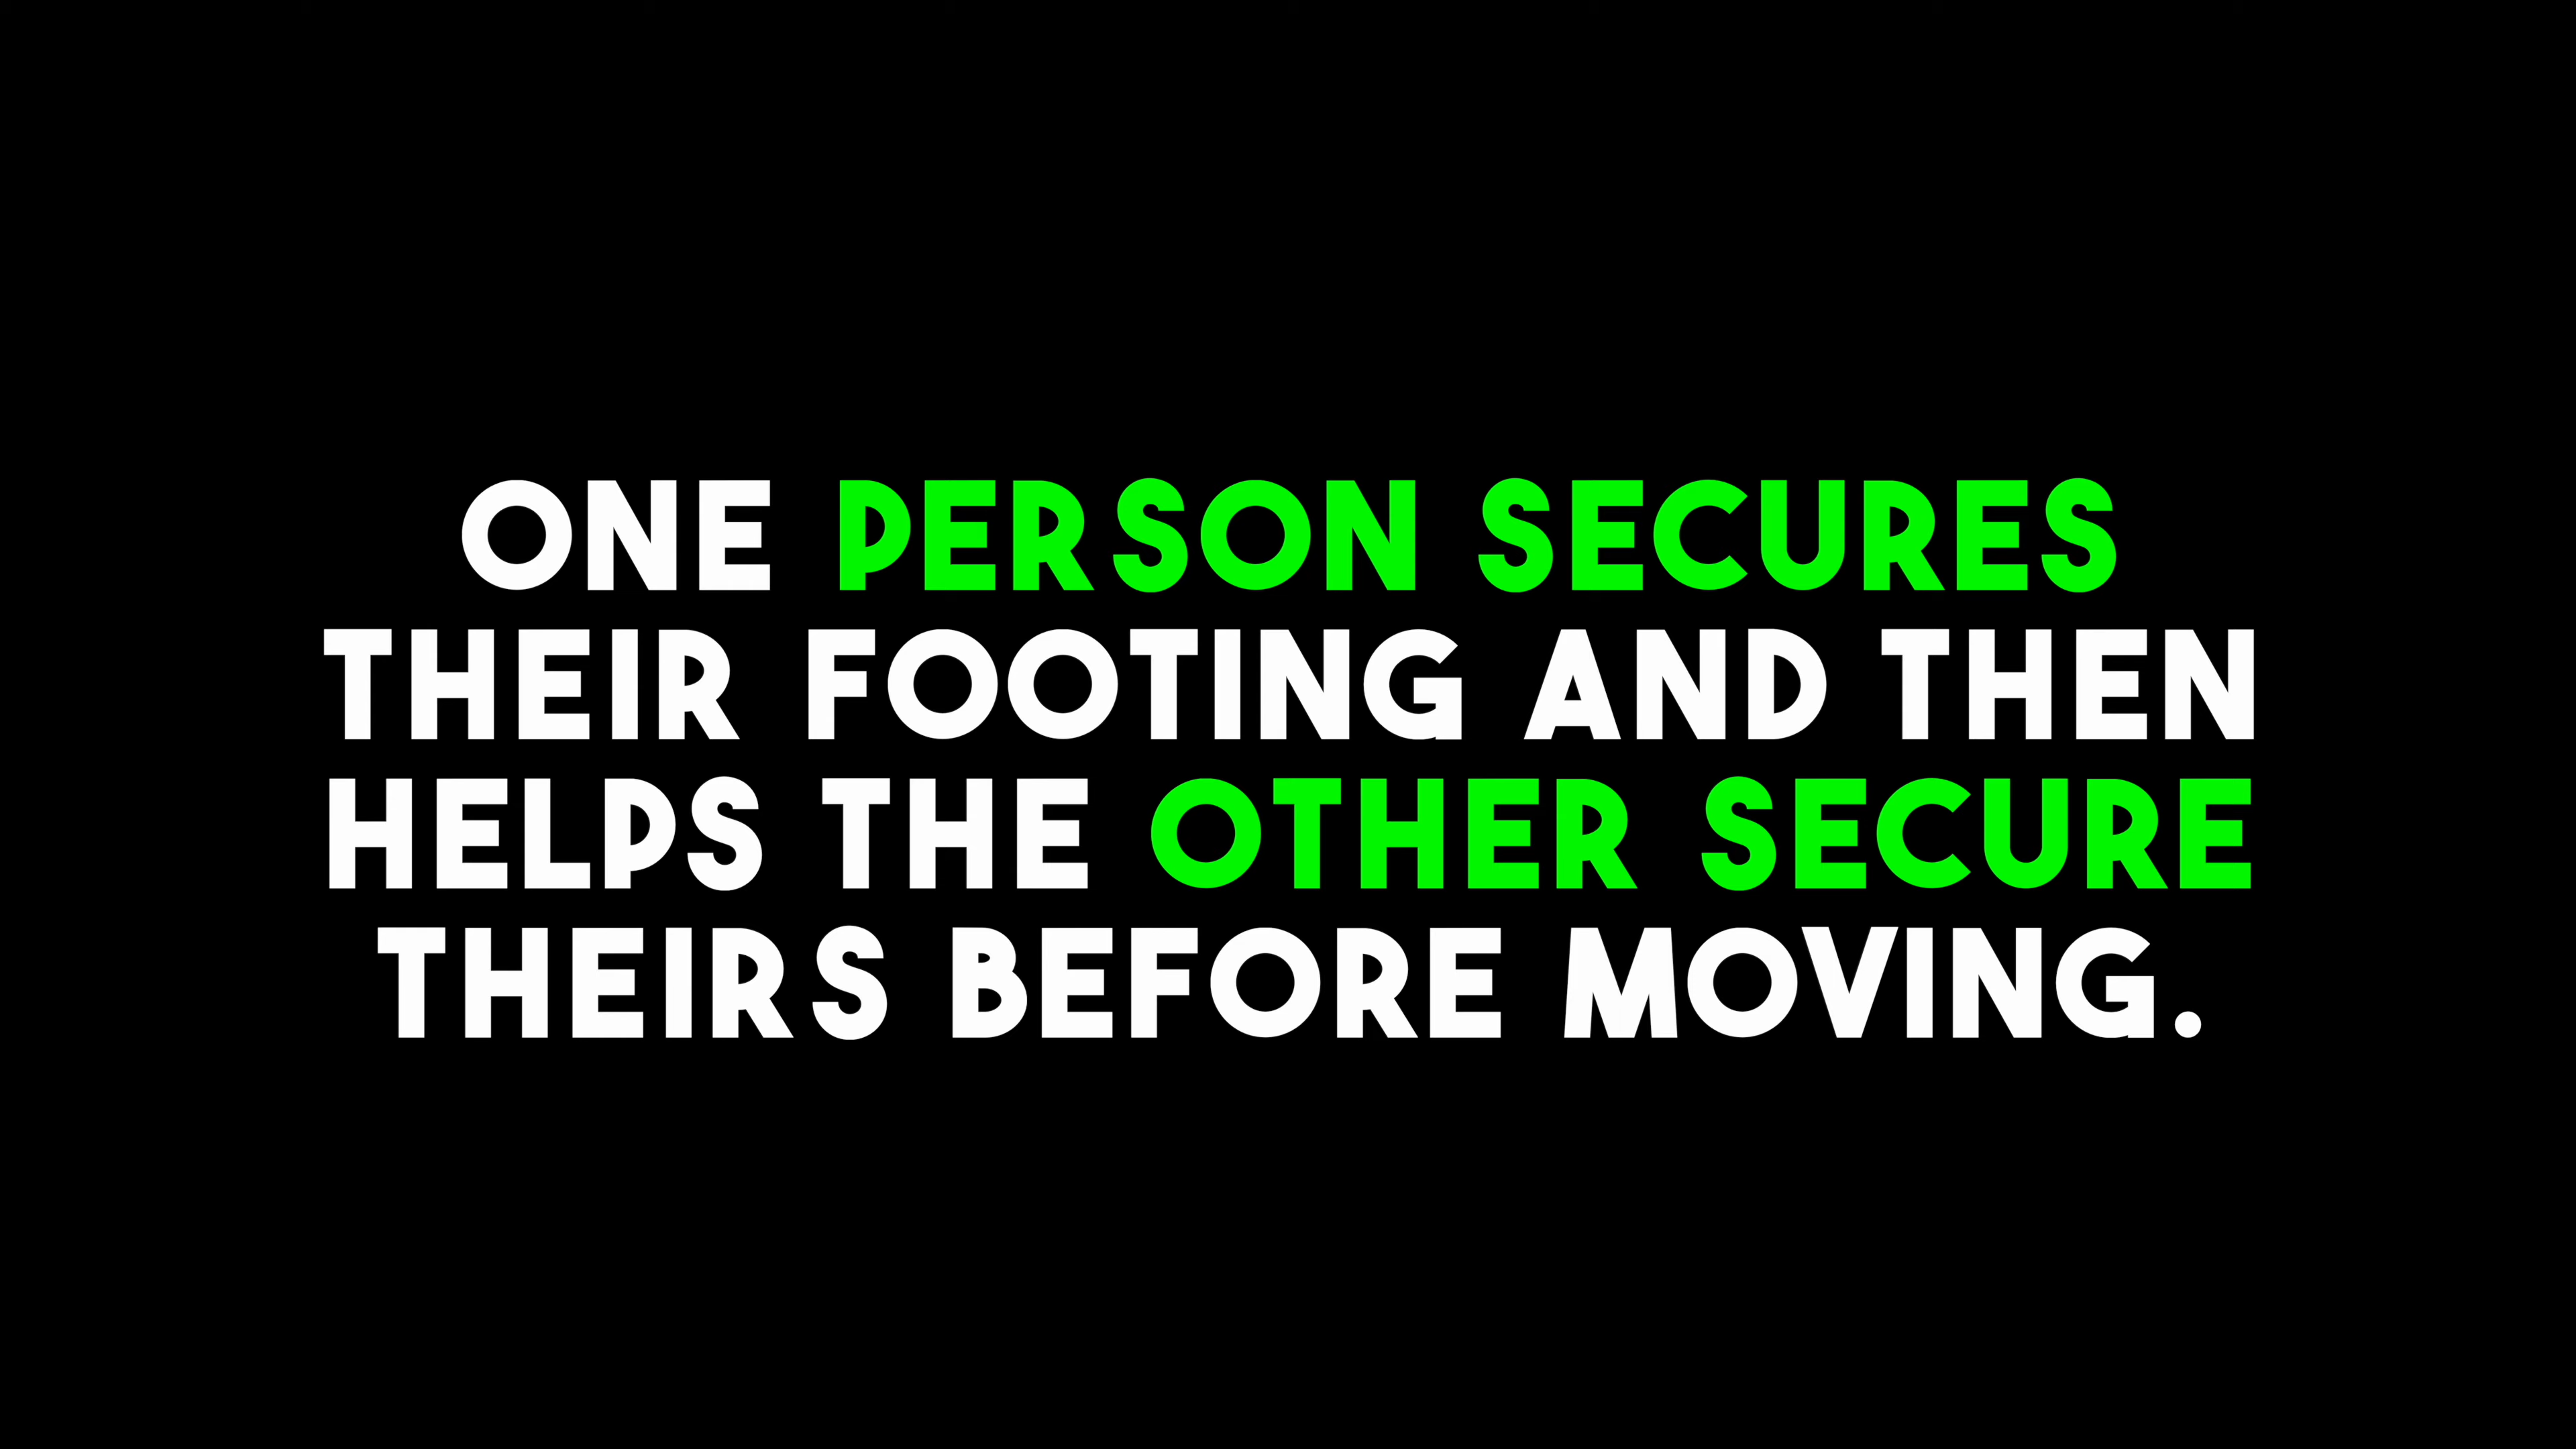 ONE PERSON SECURES
THEIR FOOTING AND THEN
HELPS THE OTHER SECURE
THEIRS BEFORE MOVING.